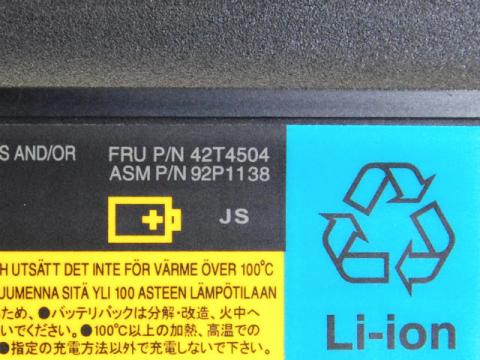 S AND/OR
FRU P/N 42T4504
ASM P/N 92P1138
JS
H UTSÄTT DET INTE FÖR VÄRME ÖVER 100°C
UUMENNA SITÄ YLI 100 ASTEEN LÄMPÖTILAAN
ため、●バッテリパックは分解・改造、火中へ
いでください。●100℃以上の加熱、高温での
●指定の充電方法以外で充電しないで下さい。
Li-ion